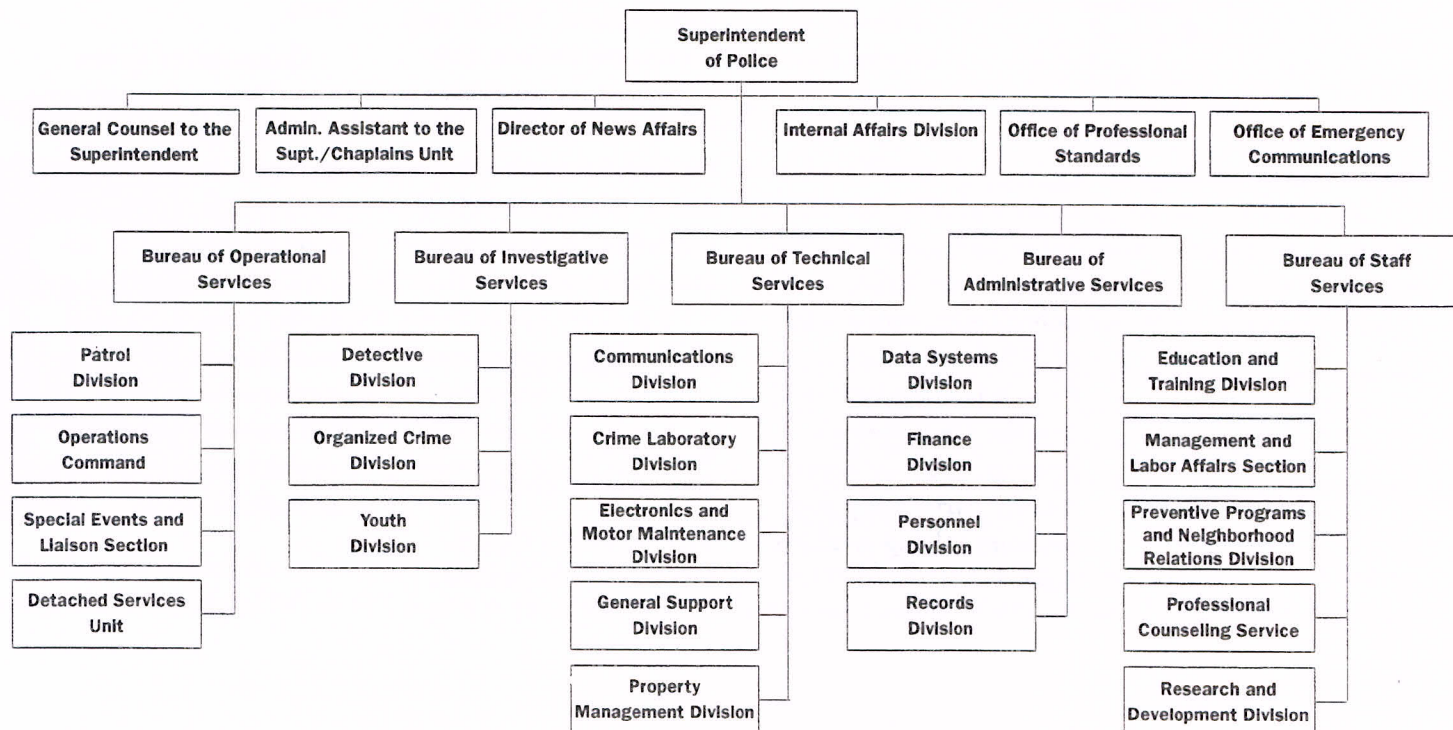 Superintendent
of Police
General Counsel to the
Superintendent
Admin. Assistant to the
Supt./Chaplains Unit
Director of News Affairs
Internal Affairs Division
Office of Professional
Standards
Office of Emergency
Communications
Bureau of Operational
Services
Bureau of Investigative
Services
Bureau of Technical
Services
Bureau of
Administrative Services
Bureau of Staff
Services
Patrol
Division
Operations
Command
Special Events and
Liaison Section
Detached Services
Unit
Detective
Division
Organized Crime
Division
Youth
Division
Communications
Division
Crime Laboratory
Division
Electronics and
Motor Maintenance
Division
General Support
Division
Property
Management Division
Data Systems
Division
Finance
Division
Personnel
Division
Records
Division
Education and
Training Division
Management and
Labor Affairs Section
Preventive Programs
and Neighborhood
Relations Division
Professional
Counseling Service
Research and
Development Division